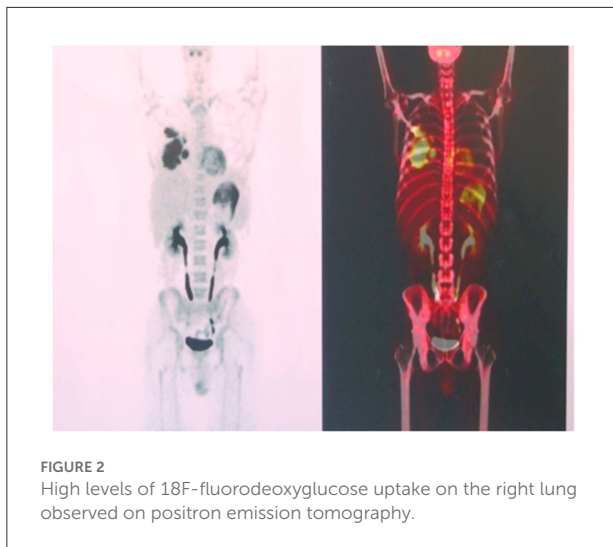 FIGURE 2
High levels of 18F-fluorodeoxyglucose uptake on the right lung
observed on positron emission tomography.